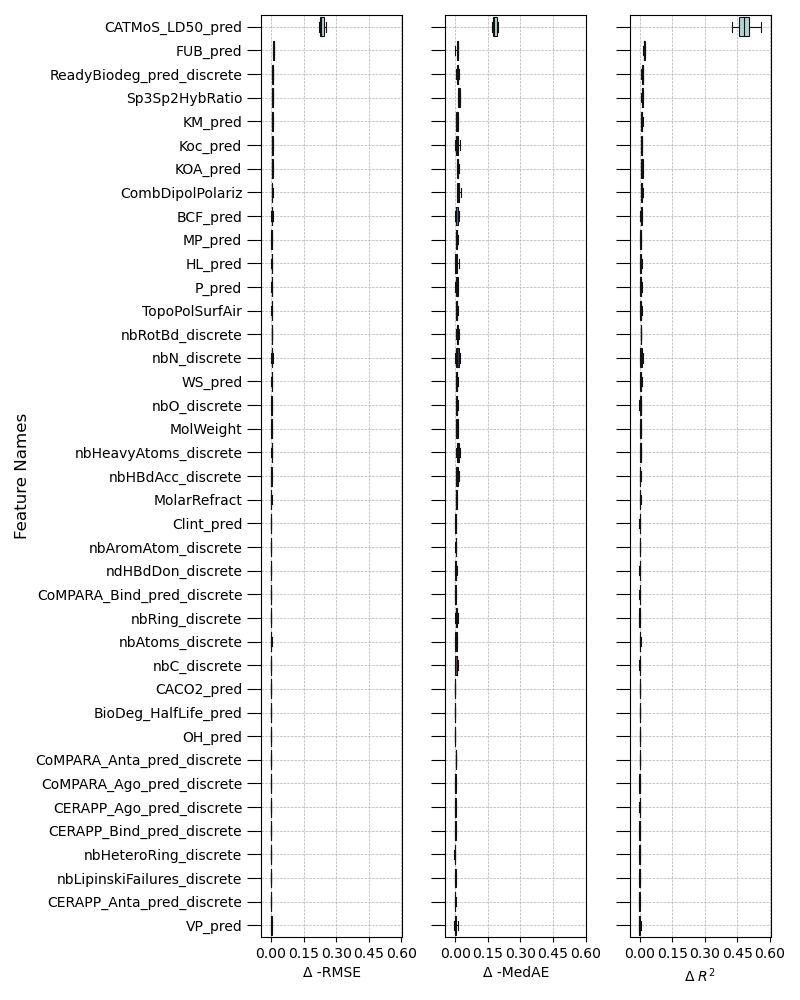 CATMoS_LD50_pred
FUB_pred
ReadyBiodeg_pred_discrete
Sp3Sp2HybRatio
KM_pred
Koc_pred
KOA_pred
CombDipolPolariz
BCF_pred
MP_pred
HL_pred
P_pred
TopoPolSurfAir
nbRotBd_discrete
nbN_discrete
WS_pred
nbO_discrete
MolWeight
nbHeavyAtoms_discrete
nbHBdAcc_discrete
MolarRefract
Clint_pred
nbAromAtom_discrete
ndHBdDon_discrete
CoMPARA_Bind_pred_discrete
nbRing_discrete
nbAtoms_discrete
nbC_discrete
CACO2_pred
BioDeg_HalfLife_pred
OH_pred
CoMPARA_Anta_pred_discrete
CoMPARA_Ago_pred_discrete
CERAPP_Ago_pred_discrete
CERAPP_Bind_pred_discrete
nbHeteroRing_discrete
nbLipinskiFailures_discrete
CERAPP_Anta_pred_discrete
VP_pred
Feature Names
0.00 0.15 0.30 0.45 0.60
Δ -RMSE
0.00 0.15 0.30 0.45 0.60
Δ -MedAE
0.00 0.15 0.30 0.45 0.60
Δ R²